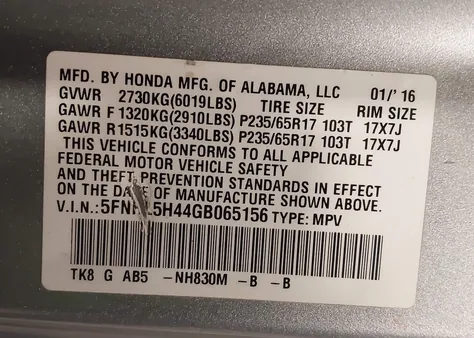 MFD. BY HONDA MFG. OF ALABAMA, LLC 01/'16
GVWR 2730KG(6019LBS) TIRE SIZE RIM SIZE
GAWR F 1320KG(2910LBS) P235/65R17 103T 17X7J
GAWR R1515KG(3340LBS) P235/65R17 103T 17X7J
THIS VEHICLE CONFORMS TO ALL APPLICABLE
FEDERAL MOTOR VEHICLE SAFETY
AND THEFT PREVENTION STANDARDS IN EFFECT
ON THE DATE OF MANUFACTURE SHOWN ABOVE.
V.I.N.: 5FN 5H44GB065156 TYPE: MPV
TK8 G AB5 -NH830M -B -B